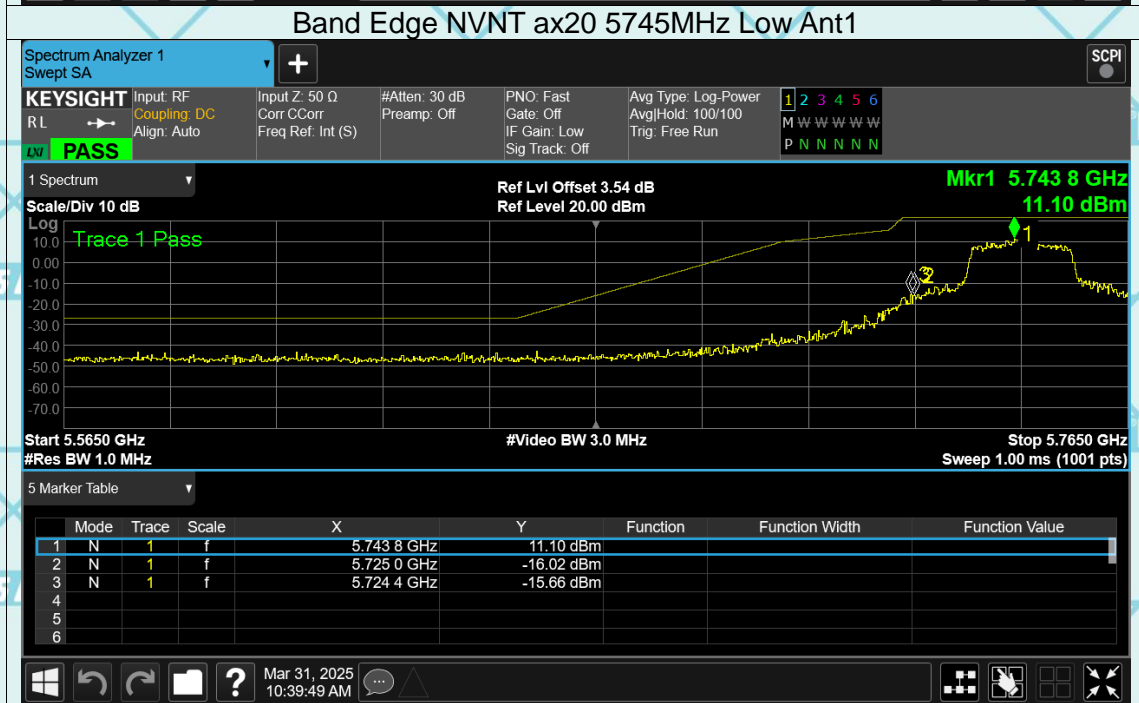 Band Edge NVNT ax20 5745MHz Low Ant1
Spectrum Analyzer 1
Swept SA
+
SCPI
KEYSIGHT Input: RF Input Z: 50 Ω #Atten: 30 dB PNO: Fast Avg Type: Log-Power 1 2 3 4 5 6
RL Coupling: DC Corr CCorr Preamp: Off Gate: Off Avg|Hold: 100/100 M W W W W W
Align: Auto Freq Ref: Int (S) IF Gain: Low Trig: Free Run
LXI PASS Sig Track: Off P N N N N N
1 Spectrum Ref Lvl Offset 3.54 dB Mkr1 5.743 8 GHz
Scale/Div 10 dB Ref Level 20.00 dBm 11.10 dBm
Log
Trace 1 Pass
1
10.0
0.00
-10.0
3 2
-20.0
-30.0
-40.0
-50.0
-60.0
-70.0
Start 5.5650 GHz #Video BW 3.0 MHz Stop 5.7650 GHz
#Res BW 1.0 MHz Sweep 1.00 ms (1001 pts)
5 Marker Table
Mode Trace Scale X Y Function Function Width Function Value
1 N 1 f 5.743 8 GHz 11.10 dBm
2 N 1 f 5.725 0 GHz -16.02 dBm
3 N 1 f 5.724 4 GHz -15.66 dBm
4
5
6
? Mar 31, 2025
10:39:49 AM